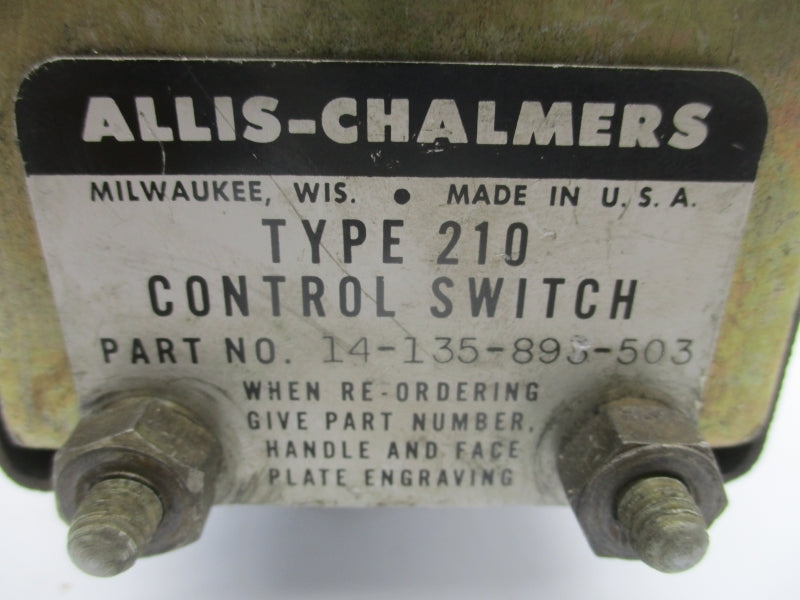 ALLIS-CHALMERS
MILWAUKEE, WIS. • MADE IN U.S.A.
TYPE 210
CONTROL SWITCH
PART NO. 14-135-893-503
WHEN RE-ORDERING
GIVE PART NUMBER,
HANDLE AND FACE
PLATE ENGRAVING